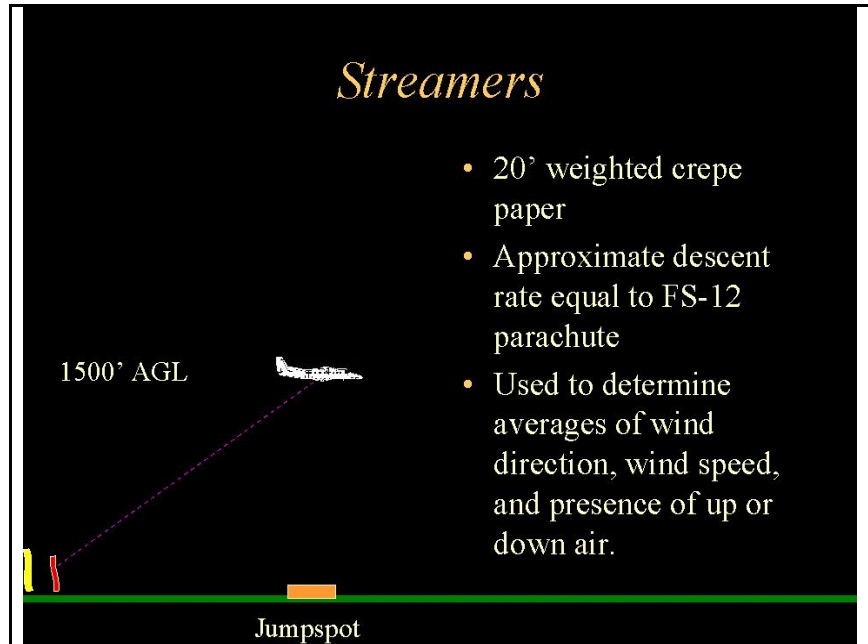 Streamers
• 20’ weighted crepe
paper
• Approximate descent
rate equal to FS-12
parachute
• Used to determine
averages of wind
direction, wind speed,
and presence of up or
down air.
1500’ AGL
Jumpspot